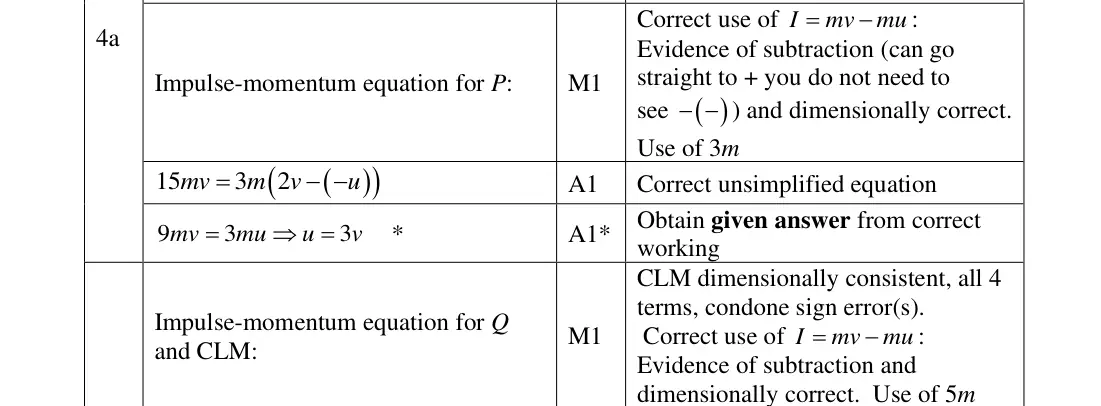 4a
Impulse-momentum equation for P:
M1
Correct use of I = mv − mu :
Evidence of subtraction (can go
straight to + you do not need to
see −(−) ) and dimensionally correct.
Use of 3m
15mv = 3m(2v − (−u))
A1
Correct unsimplified equation
9mv = 3mu ⇒ u = 3v *
A1*
Obtain given answer from correct
working
Impulse-momentum equation for Q
and CLM:
M1
CLM dimensionally consistent, all 4
terms, condone sign error(s).
Correct use of I = mv − mu :
Evidence of subtraction and
dimensionally correct. Use of 5m